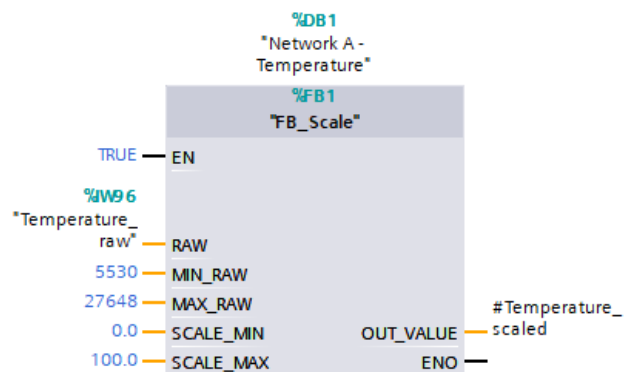 %DB1
"Network A -
Temperature"
%FB1
"FB_Scale"
TRUE
EN
%IW96
"Temperature_
raw"
RAW
5530
MIN_RAW
27648
MAX_RAW
#Temperature_
scaled
0.0
SCALE_MIN
OUT_VALUE
100.0
SCALE_MAX
ENO